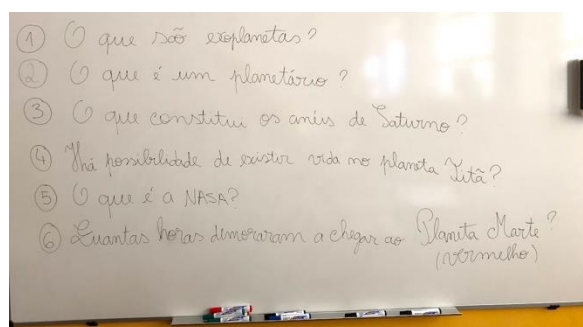 ① O que são exoplanetas?
② O que é um planetário?
③ O que constitui os anéis de Saturno?
④ Há possibilidade de existir vida no planeta Titã?
⑤ O que é a NASA?
⑥ Quantas horas demoraram a chegar ao Planeta Marte?
(vermelho)